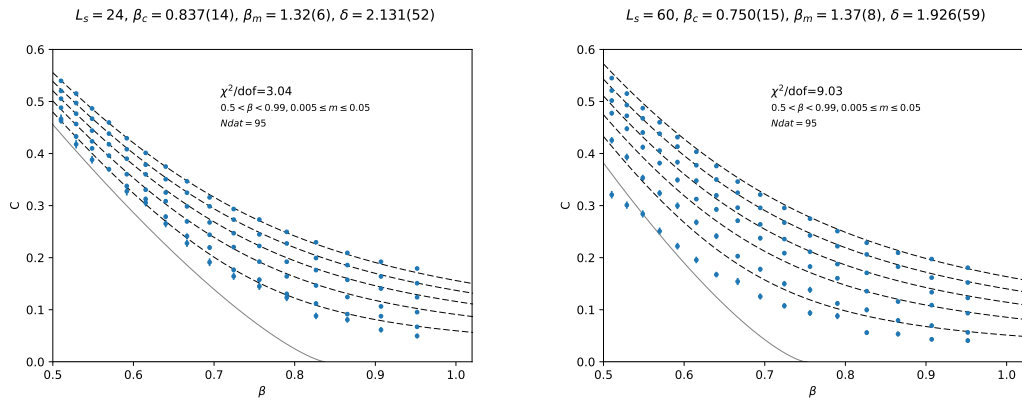 L_s = 24, β_c = 0.837(14), β_m = 1.32(6), δ = 2.131(52)
0.6
0.5
0.4
0.3
0.2
0.1
0.0
C
χ²/dof=3.04
0.5 < β < 0.99, 0.005 ≤ m ≤ 0.05
Ndat = 95
0.5 0.6 0.7 0.8 0.9 1.0
β
L_s = 60, β_c = 0.750(15), β_m = 1.37(8), δ = 1.926(59)
0.6
0.5
0.4
0.3
0.2
0.1
0.0
C
χ²/dof=9.03
0.5 < β < 0.99, 0.005 ≤ m ≤ 0.05
Ndat = 95
0.5 0.6 0.7 0.8 0.9 1.0
β